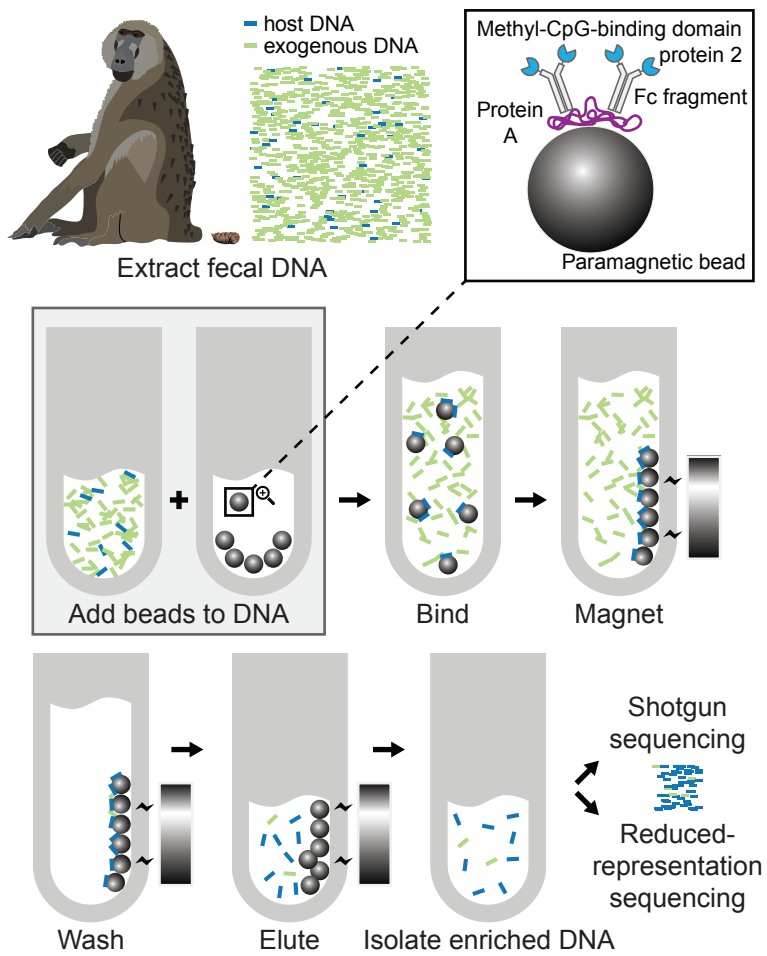 host DNA
exogenous DNA
Extract fecal DNA
Methyl-CpG-binding domain
protein 2
Protein
A
Fc fragment
Paramagnetic bead
+
Add beads to DNA
Bind
Magnet
Wash
Elute
Isolate enriched DNA
Shotgun
sequencing
Reduced-
representation
sequencing